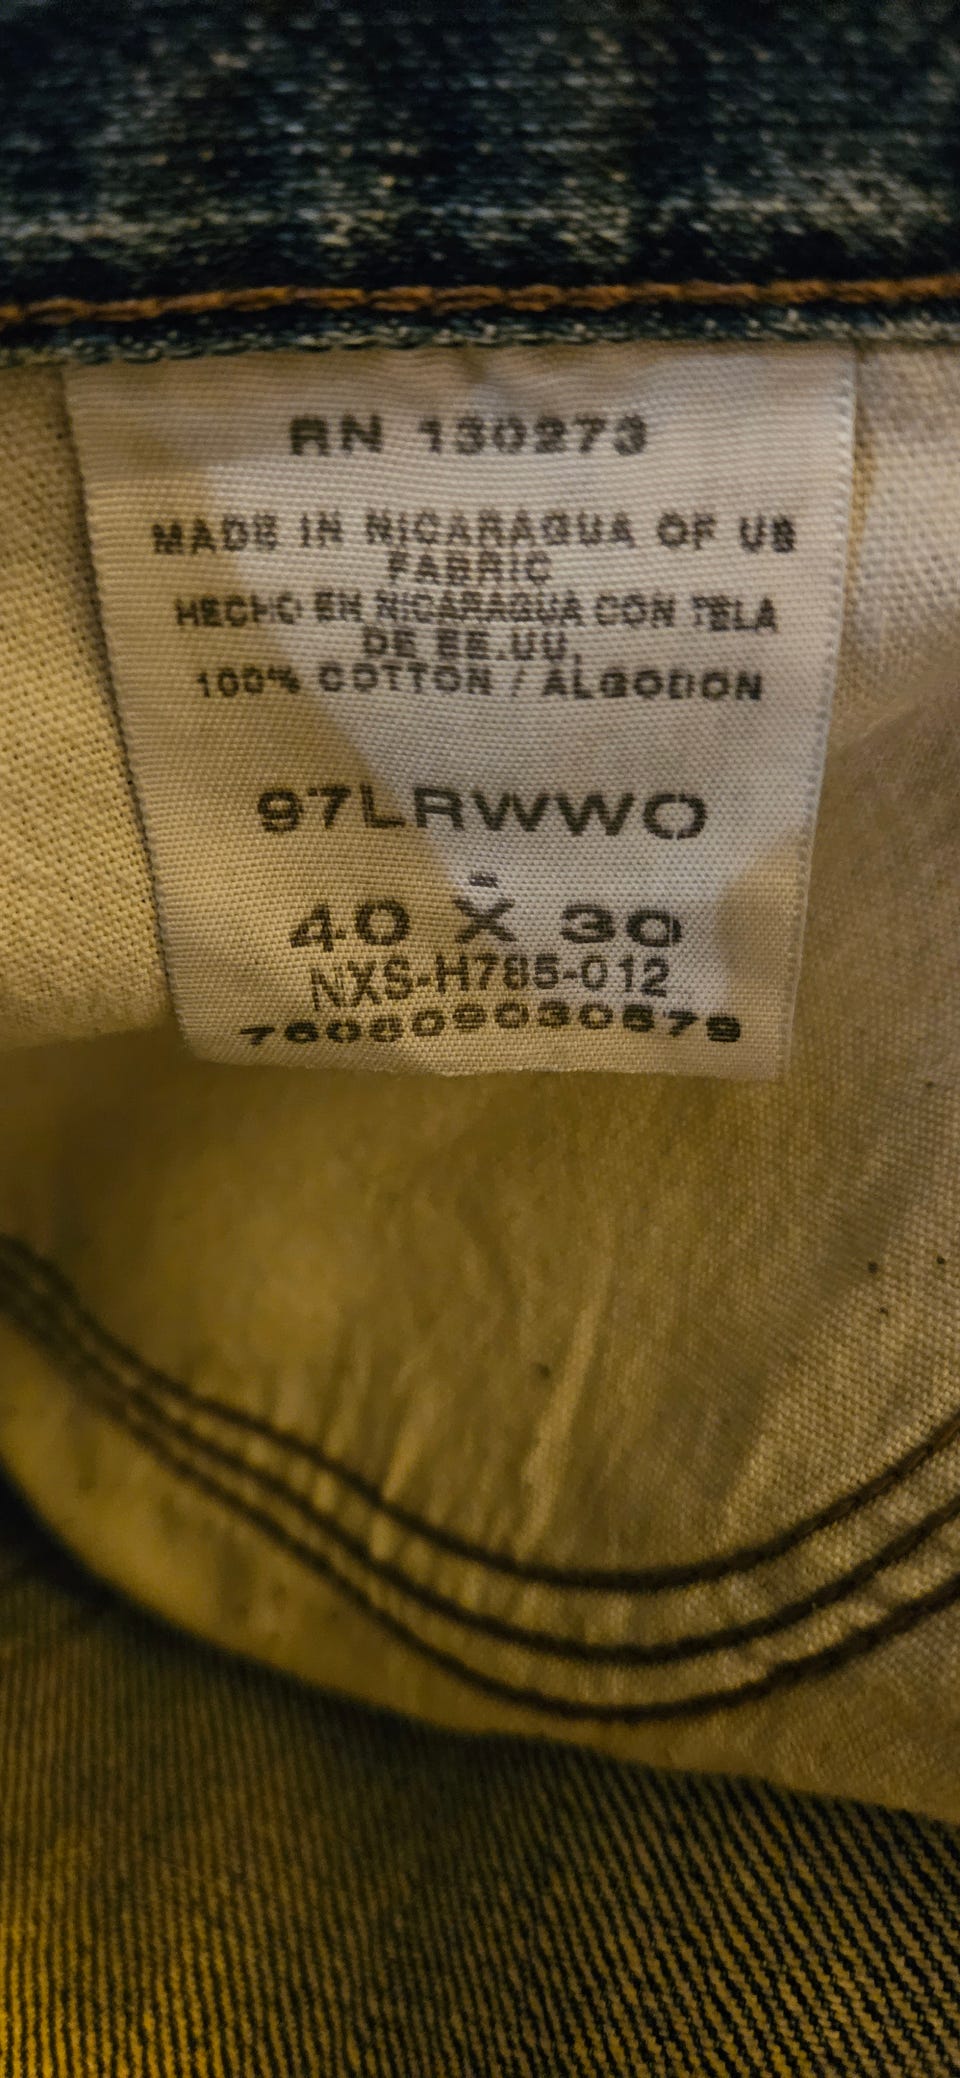 RN 130273
MADE IN NICARAGUA OF US
FABRIC
HECHO EN NICARAGUA CON TELA
DE EE.UU.
100% COTTON / ALGODON
97LRWWO
40 X 30
NXS-H785-012